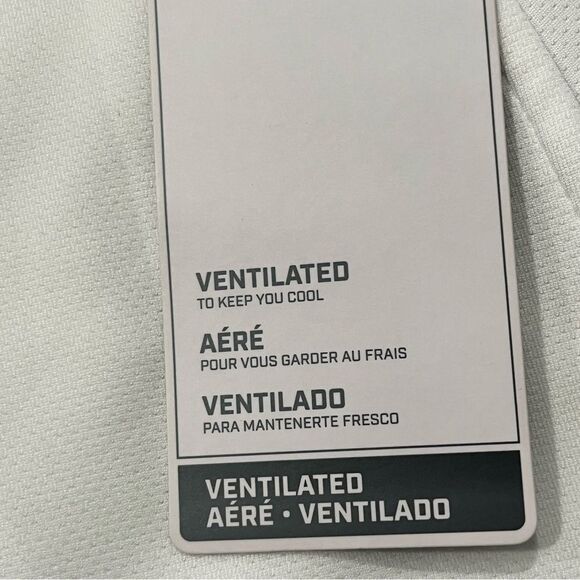 VENTILATED
TO KEEP YOU COOL
AÉRÉ
POUR VOUS GARDER AU FRAIS
VENTILADO
PARA MANTENERTE FRESCO
VENTILATED
AÉRÉ • VENTILADO